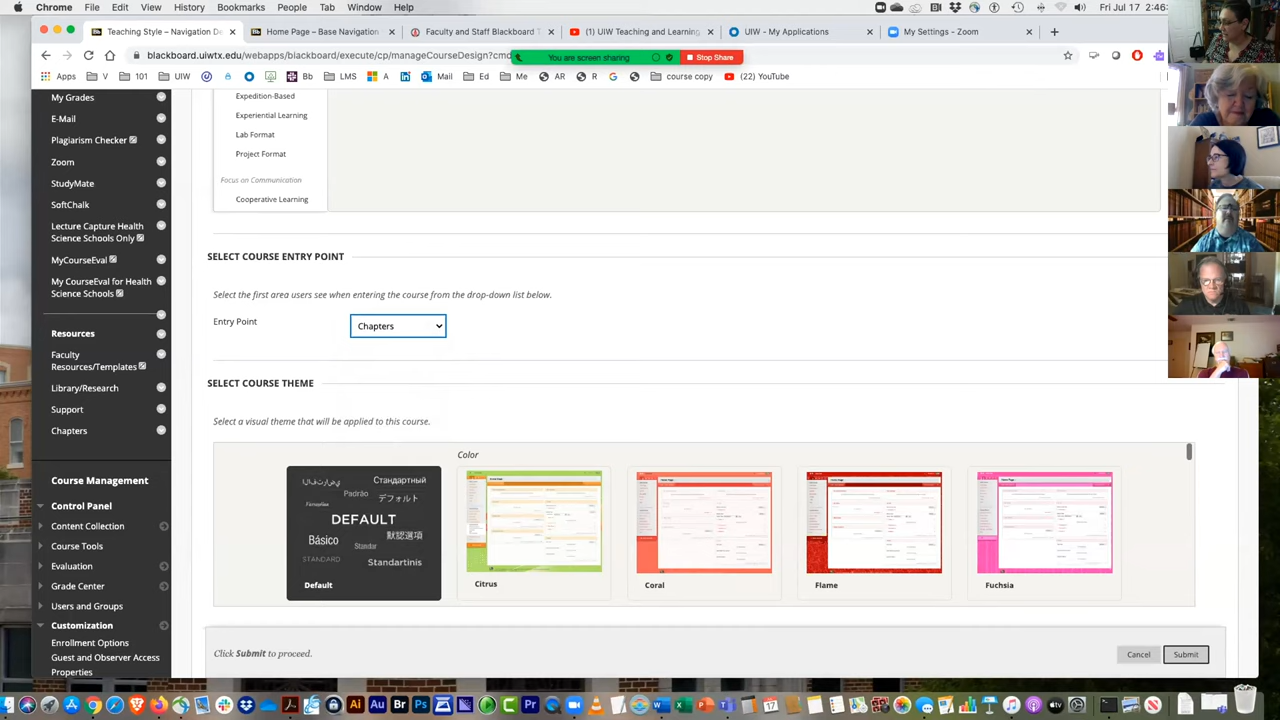 Chrome File Edit View History Bookmarks People Tab Window Help Fri Jul 17 2:46
Teaching Style – Navigation De Home Page – Base Navigation Faculty and Staff Blackboard T (1) UIW Teaching and Learning UIW - My Applications My Settings - Zoom
blackboard.uiwtx.edu/webapps/blackboard/execute/cp/manageCourseDesign?cmd
You are screen sharing Stop Share
Apps V 101 UIW Bb LMS A Mail Ed Me AR R course copy (22) YouTube
My Grades
E-Mail
Plagiarism Checker
Zoom
StudyMate
SoftChalk
Lecture Capture Health
Science Schools Only
MyCourseEval
My CourseEval for Health
Science Schools
Resources
Faculty
Resources/Templates
Library/Research
Support
Chapters
Course Management
Control Panel
Content Collection
Course Tools
Evaluation
Grade Center
Users and Groups
Customization
Enrollment Options
Guest and Observer Access
Properties
Expedition-Based
Experiential Learning
Lab Format
Project Format
Focus on Communication
Cooperative Learning
SELECT COURSE ENTRY POINT
Select the first area users see when entering the course from the drop-down list below.
Entry Point Chapters
SELECT COURSE THEME
Select a visual theme that will be applied to this course.
Color
Стандартный
Padrão デフォルト
DEFAULT
Básico 默認選項
Standar
STANDARD Standartinis
Default Citrus Coral Flame Fuchsia
Click Submit to proceed. Cancel Submit